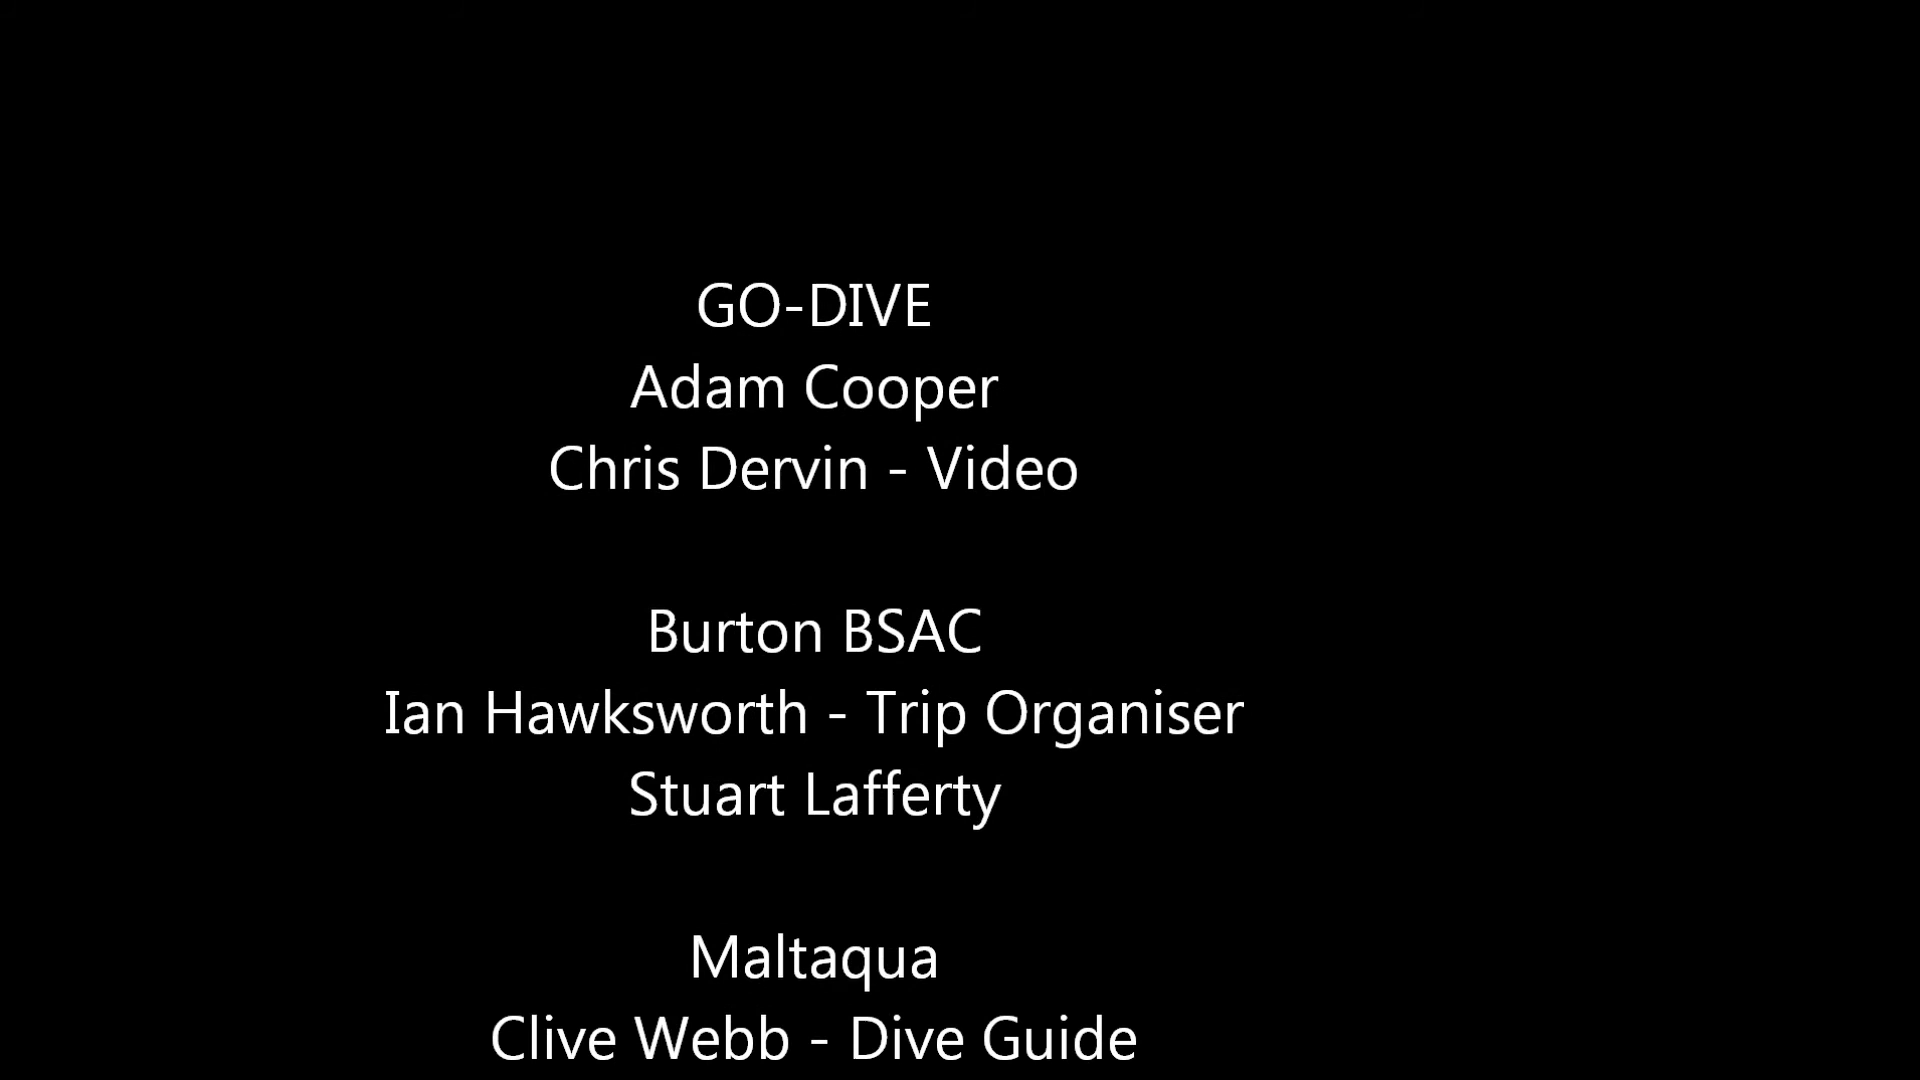 GO-DIVE
Adam Cooper
Chris Dervin - Video
Burton BSAC
Ian Hawksworth - Trip Organiser
Stuart Lafferty
Maltaqua
Clive Webb - Dive Guide